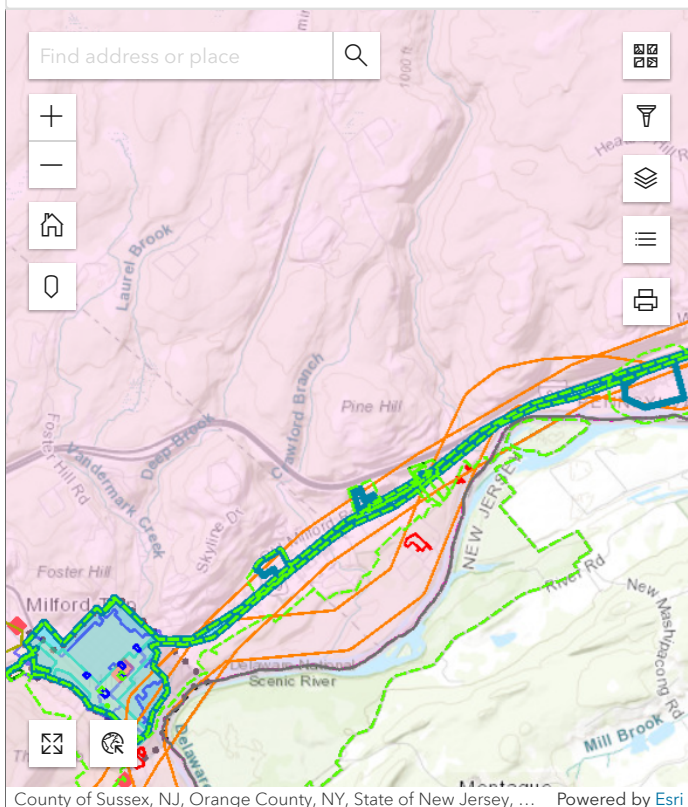 Find address or place
1000 ft
Laurel Brook
Crawford Branch
Pine Hill
Deep Brook
Foster Hill Rd
Vandermark Creek
Skyline Dr
NEW JERSEY
Foster Hill
Milford
River Rd
New Mashipacong Rd
Delaware National
Scenic River
Delaware
Mill Brook
Montague
County of Sussex, NJ, Orange County, NY, State of New Jersey, ...
Powered by Esri